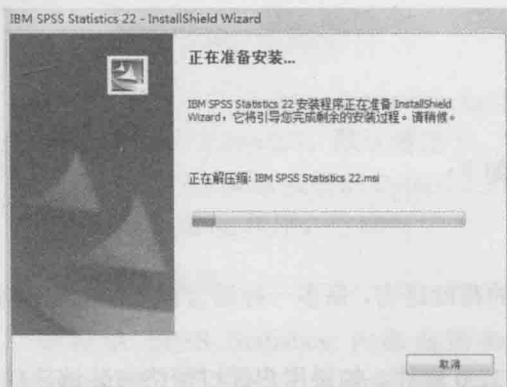 IBM SPSS Statistics 22 - InstallShield Wizard
正在准备安装...
IBM SPSS Statistics 22 安装程序正在准备 InstallShield
Wizard，它将引导您完成剩余的安装过程。请稍候。
正在解压缩: IBM SPSS Statistics 22.msi
取消